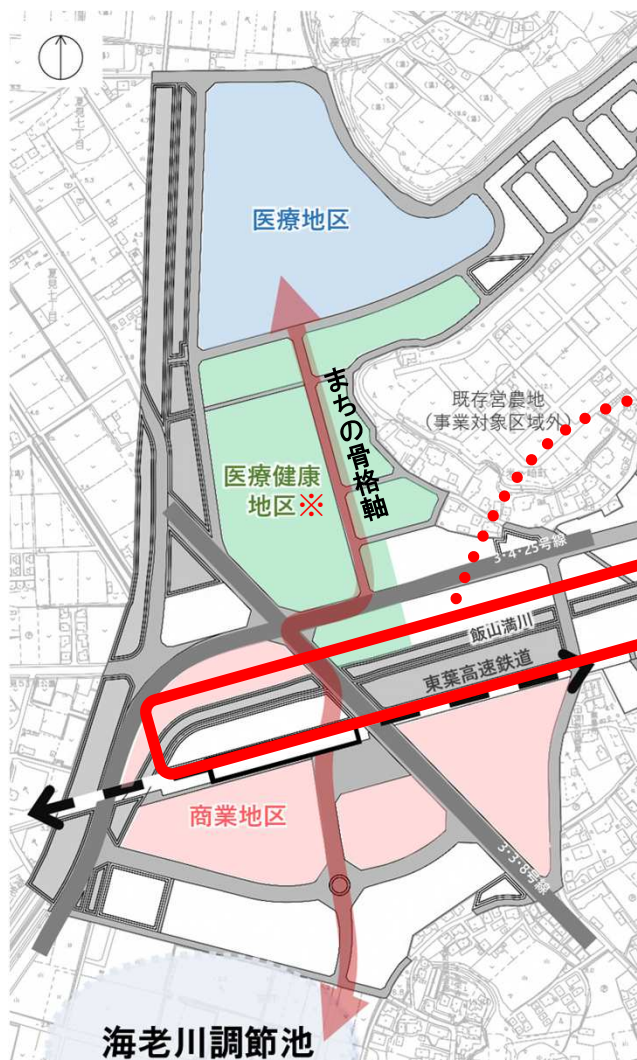 医療地区
まちの骨格軸
既存営農地
（事業対象区域外）
医療健康
地区※
3・4・25号線
飯山満川
東葉高速鉄道
商業地区
3・3・8号線
海老川調節池